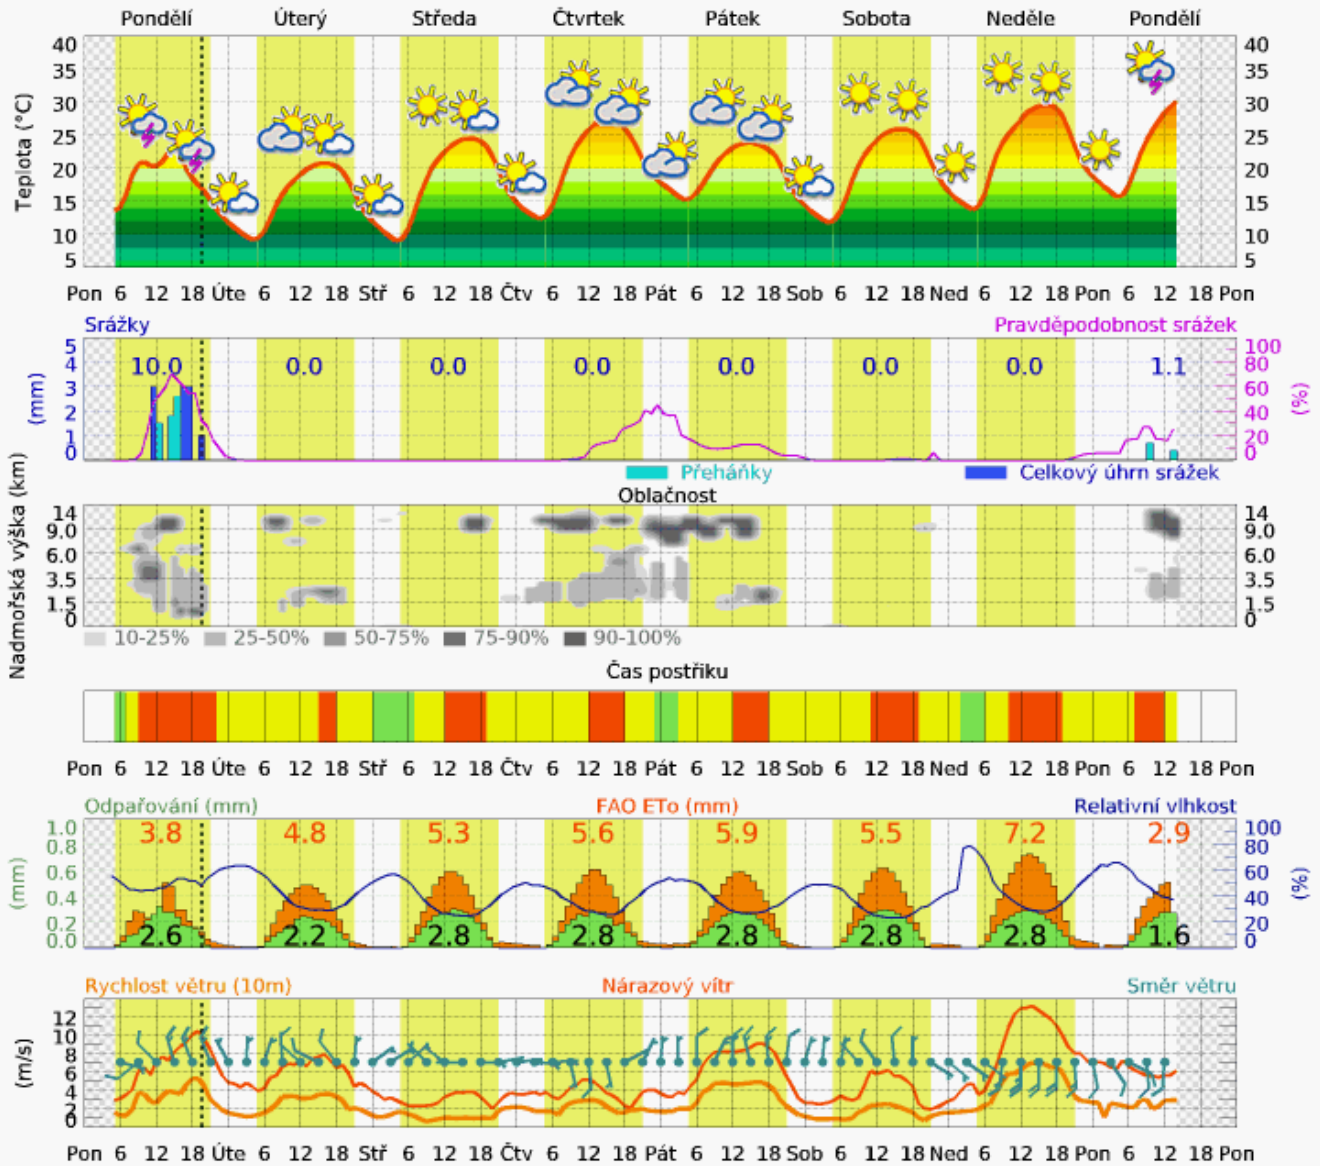 Pondělí Úterý Středa Čtvrtek Pátek Sobota Neděle Pondělí
Teplota (°C)
40 40
35 35
30 30
25 25
20 20
15 15
10 10
5 5
Pon 6 12 18 Úte 6 12 18 Stř 6 12 18 Čtv 6 12 18 Pát 6 12 18 Sob 6 12 18 Ned 6 12 18 Pon 6 12 18 Pon
Srážky Pravděpodobnost srážek
(mm) (%)
5 100
4 80
3 60
2 40
1 20
0 0
10.0 0.0 0.0 0.0 0.0 0.0 0.0 1.1
Přeháňky Celkový úhrn srážek
Oblačnost
Nadmořská výška (km)
14 14
9.0 9.0
6.0 6.0
3.5 3.5
1.5 1.5
0 0
10-25% 25-50% 50-75% 75-90% 90-100%
Čas postřiku
Pon 6 12 18 Úte 6 12 18 Stř 6 12 18 Čtv 6 12 18 Pát 6 12 18 Sob 6 12 18 Ned 6 12 18 Pon 6 12 18 Pon
Odpařování (mm) FAO ETo (mm) Relativní vlhkost
(mm) (%)
1.0 100
0.8 80
0.6 60
0.4 40
0.2 20
0.0 0
3.8 4.8 5.3 5.6 5.9 5.5 7.2 2.9
2.6 2.2 2.8 2.8 2.8 2.8 2.8 1.6
Rychlost větru (10m) Nárazový vítr Směr větru
(m/s)
12
10
8
6
4
2
0
Pon 6 12 18 Úte 6 12 18 Stř 6 12 18 Čtv 6 12 18 Pát 6 12 18 Sob 6 12 18 Ned 6 12 18 Pon 6 12 18 Pon